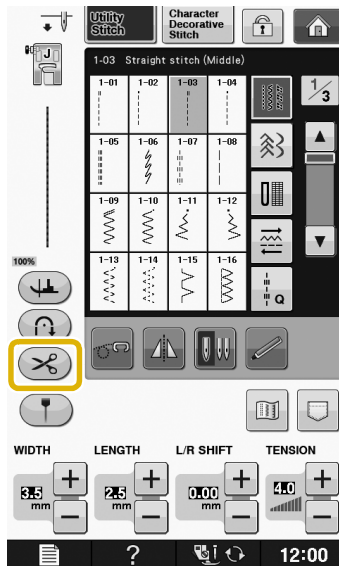 Utility
Stitch
Character
Decorative
Stitch
J
1-03 Straight stitch (Middle)
1-01 1-02 1-03 1-04
1/3
1-05 1-06 1-07 1-08
1-09 1-10 1-11 1-12
1-13 1-14 1-15 1-16
100%
Q
WIDTH LENGTH L/R SHIFT TENSION
3.5 mm + −
2.5 mm + −
0.00 mm + −
4.0 + −
? 12:00